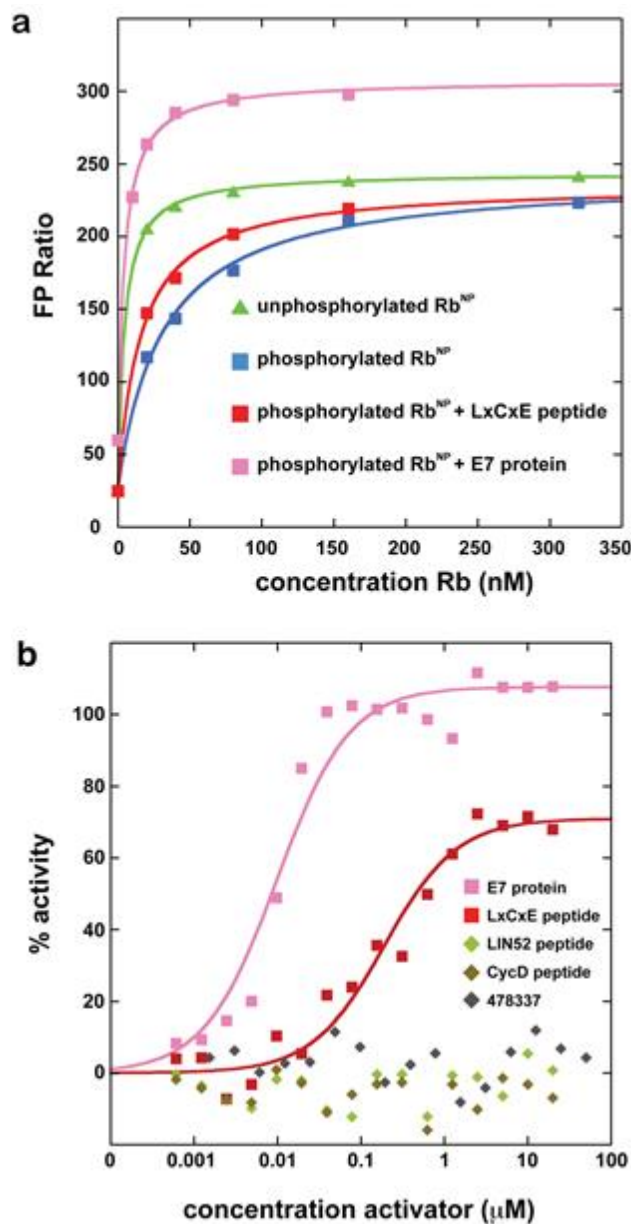 a
300
250
200
150
100
50
0
FP Ratio
unphosphorylated Rb^NP
phosphorylated Rb^NP
phosphorylated Rb^NP + LxCxE peptide
phosphorylated Rb^NP + E7 protein
0 50 100 150 200 250 300 350
concentration Rb (nM)
b
100
80
60
40
20
0
% activity
E7 protein
LxCxE peptide
LIN52 peptide
CycD peptide
478337
0 0.001 0.01 0.1 1 10 100
concentration activator (μM)